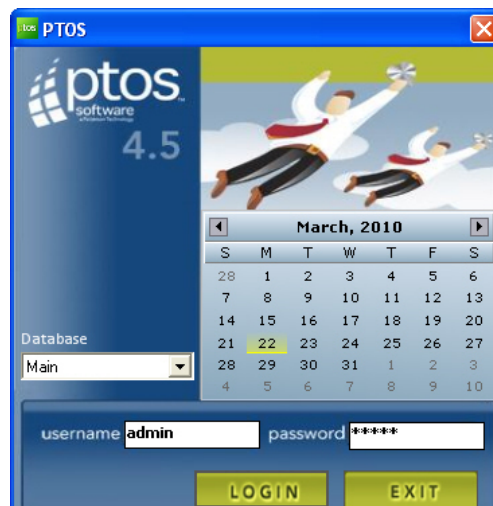 ptos PTOS
ptos
software
4.5
March, 2010
S M T W T F S
28 1 2 3 4 5 6
7 8 9 10 11 12 13
14 15 16 17 18 19 20
21 22 23 24 25 26 27
28 29 30 31 1 2 3
4 5 6 7 8 9 10
Database
Main
username admin password *****
LOGIN EXIT